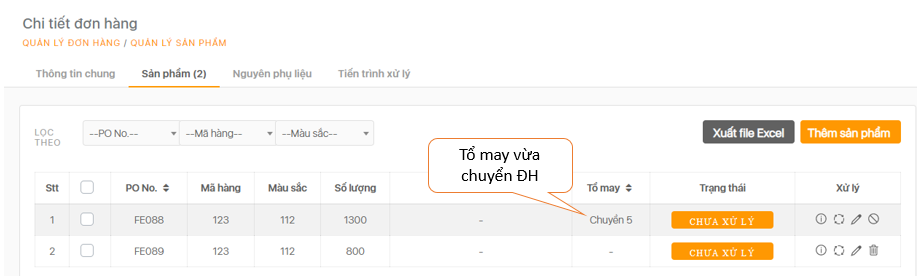 Chi tiết đơn hàng
QUẢN LÝ ĐƠN HÀNG / QUẢN LÝ SẢN PHẨM
Thông tin chung Sản phẩm (2) Nguyên phụ liệu Tiến trình xử lý
LỌC THEO --PO No.-- --Mã hàng-- --Màu sắc-- Xuất file Excel Thêm sản phẩm
Tổ may vừa
chuyển ĐH
Stt PO No. Mã hàng Màu sắc Số lượng Tổ may Trạng thái Xử lý
1 FE088 123 112 1300 - Chuyền 5 CHƯA XỬ LÝ
2 FE089 123 112 800 - - CHƯA XỬ LÝ